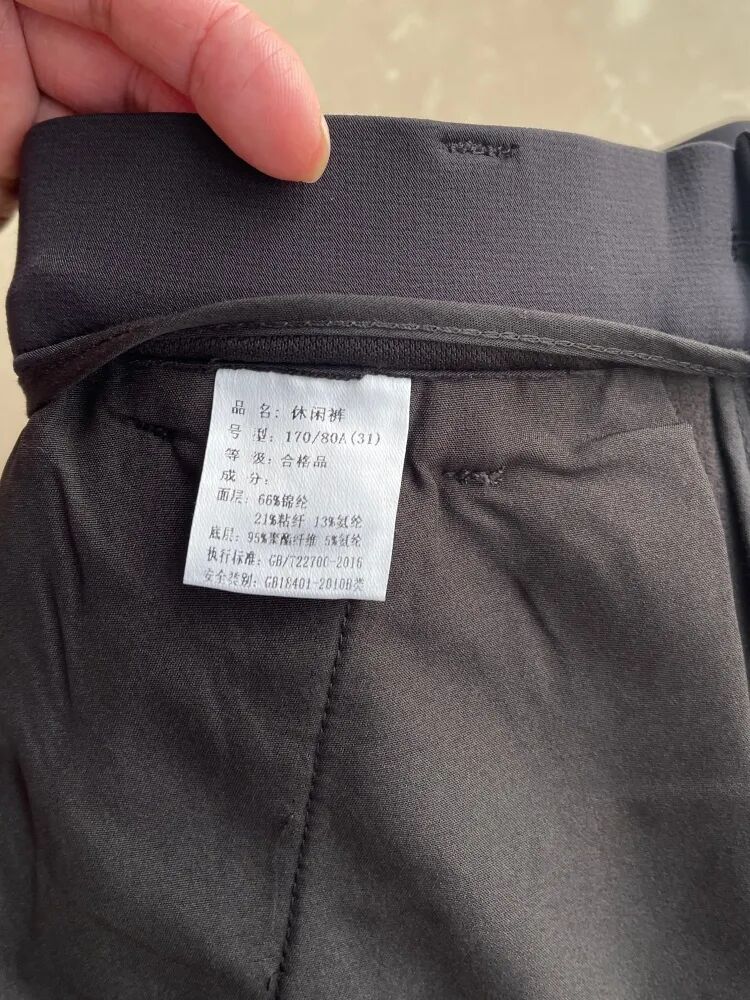 品 名: 休闲裤
号 型: 170/80A(31)
等 级: 合格品
成 分:
面层: 66%锦纶
21%粘纤 13%氨纶
底层: 95%聚酯纤维 5%氨纶
执行标准: GB/T22700-2016
安全类别: GB18401-2010B类